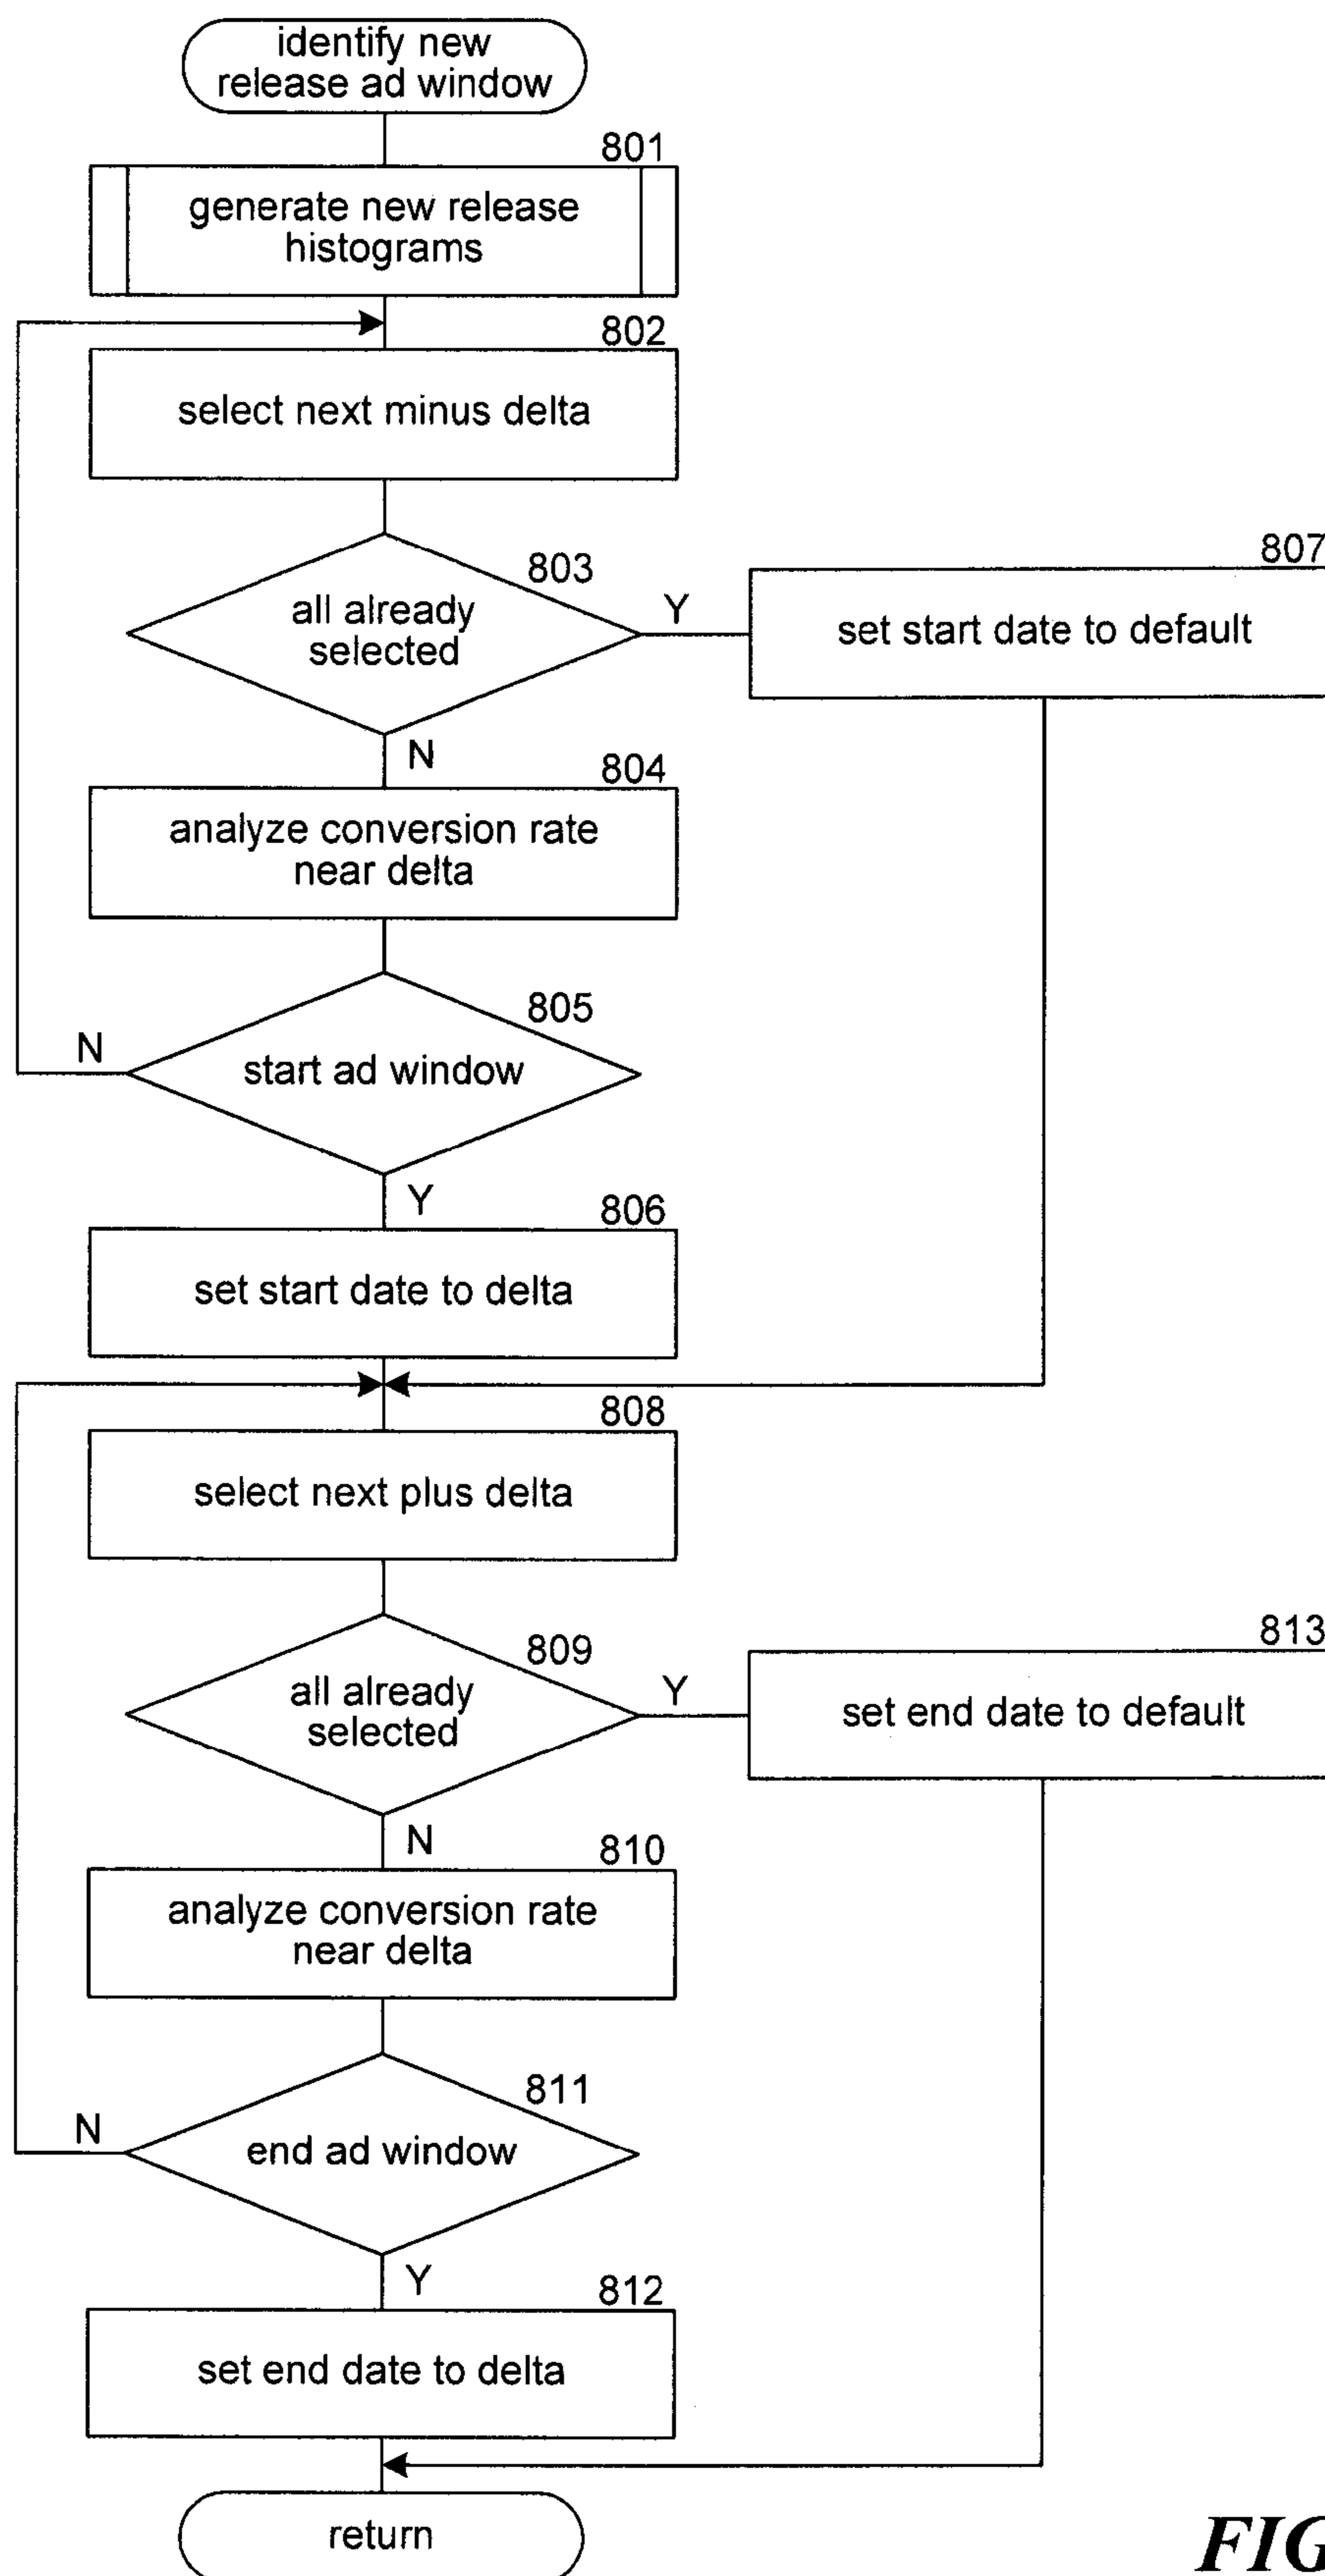 identify new
release ad window
801
generate new release
histograms
802
select next minus delta
803
all already
selected
Y
807
set start date to default
N
804
analyze conversion rate
near delta
805
start ad window
N
Y
806
set start date to delta
808
select next plus delta
809
all already
selected
Y
813
set end date to default
N
810
analyze conversion rate
near delta
811
end ad window
N
Y
812
set end date to delta
return
FIG